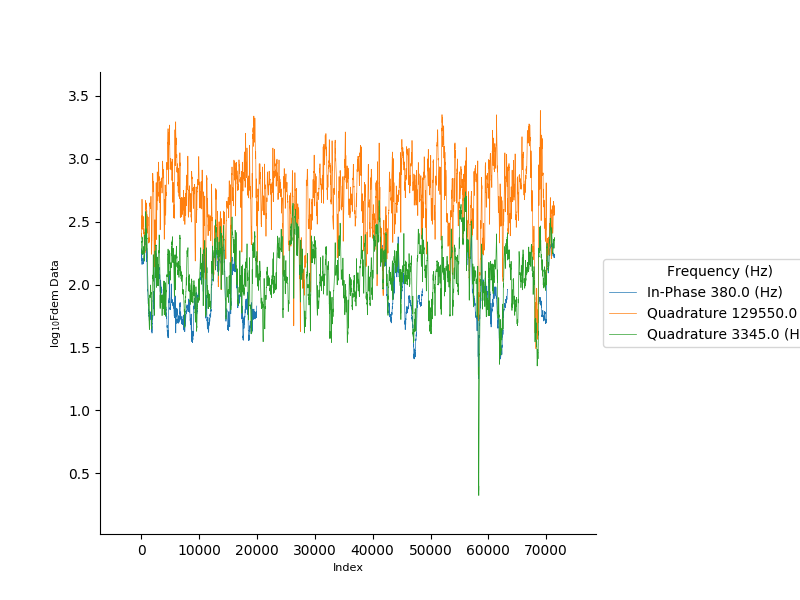 3.5
3.0
2.5
2.0
1.5
1.0
0.5
log₁₀Fdem Data
0 10000 20000 30000 40000 50000 60000 70000
Index
Frequency (Hz)
In-Phase 380.0 (Hz)
Quadrature 129550.0
Quadrature 3345.0 (H